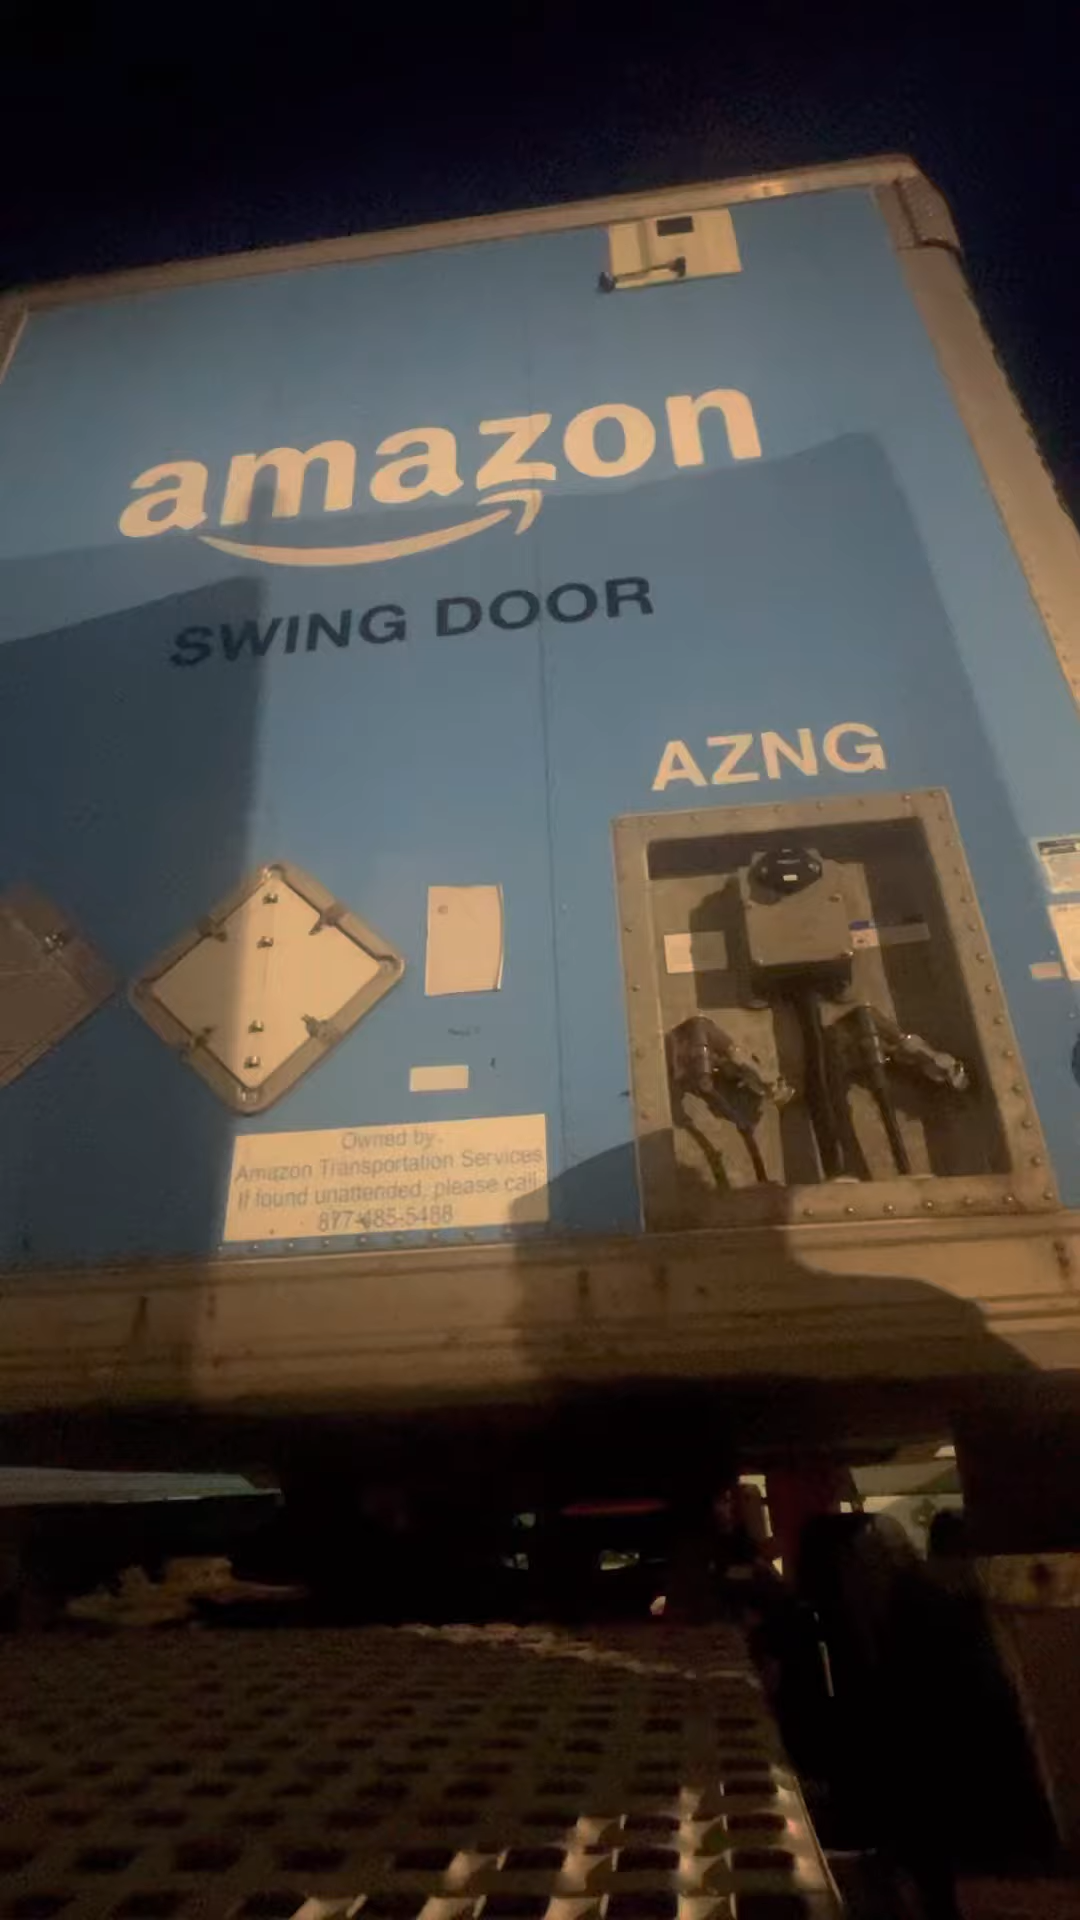 amazon
SWING DOOR
AZNG
Owned by
Amazon Transportation Services
If found unattended, please call
877-485-5488